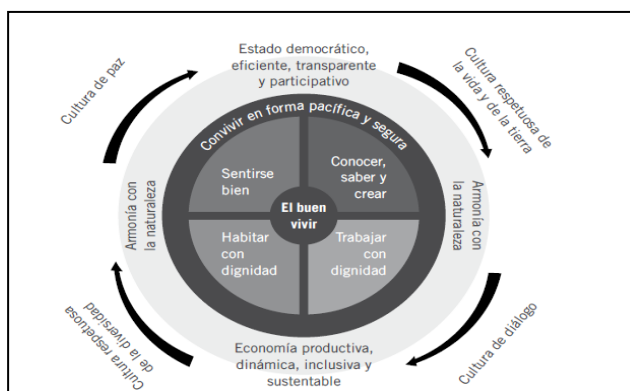 Estado democrático,
eficiente, transparente
y participativo
Cultura de paz
Cultura respetuosa de
la vida y de la tierra
Convivir en forma pacífica y segura
Sentirse
bien
Conocer,
saber y
crear
Armonía con
la naturaleza
El buen
vivir
Armonía con
la naturaleza
Habitar
con
dignidad
Trabajar
con
dignidad
Cultura respetuosa
de la diversidad
Economía productiva,
dinámica, inclusiva y
sustentable
Cultura de diálogo